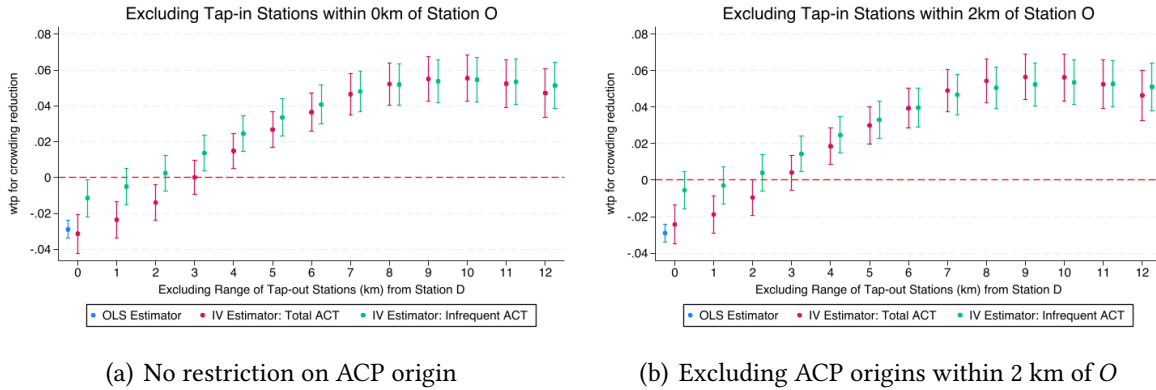 Excluding Tap-in Stations within 0km of Station O
wtp for crowding reduction
.08
.06
.04
.02
0
-.02
-.04
0 1 2 3 4 5 6 7 8 9 10 11 12
Excluding Range of Tap-out Stations (km) from Station D
OLS Estimator IV Estimator: Total ACT IV Estimator: Infrequent ACT
(a) No restriction on ACP origin
Excluding Tap-in Stations within 2km of Station O
wtp for crowding reduction
.08
.06
.04
.02
0
-.02
-.04
0 1 2 3 4 5 6 7 8 9 10 11 12
Excluding Range of Tap-out Stations (km) from Station D
OLS Estimator IV Estimator: Total ACT IV Estimator: Infrequent ACT
(b) Excluding ACP origins within 2 km of O